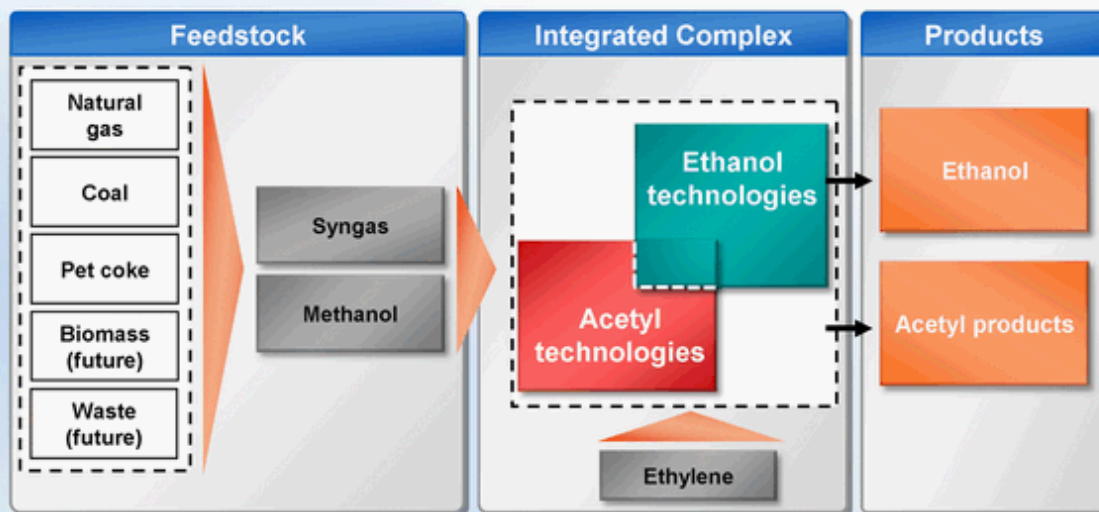 Feedstock
Integrated Complex
Products
Natural
gas
Coal
Pet coke
Biomass
(future)
Waste
(future)
Syngas
Methanol
Ethanol
technologies
Acetyl
technologies
Ethylene
Ethanol
Acetyl products